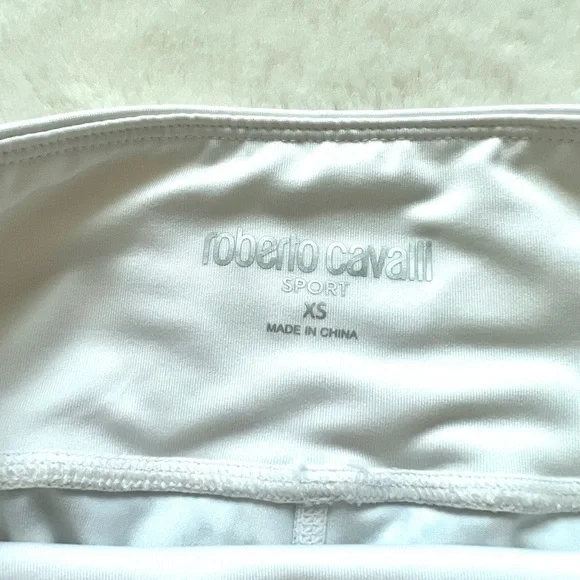 roberto cavalli
SPORT
XS
MADE IN CHINA